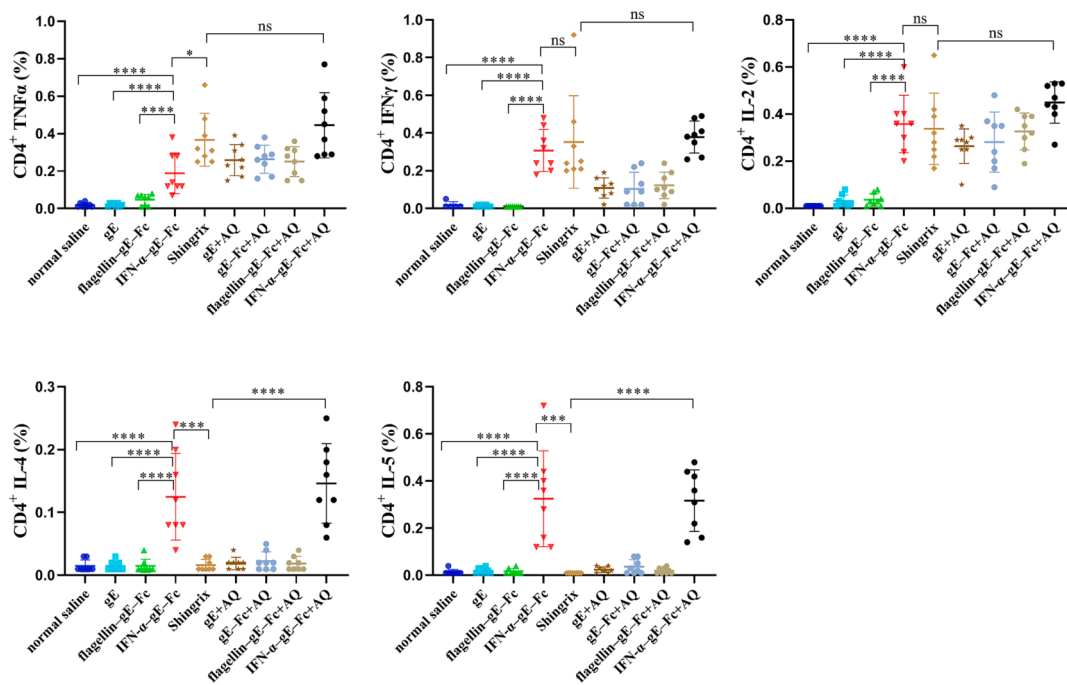 CD4+ TNFα (%)
1.0
0.8
0.6
0.4
0.2
0.0
ns
*
****
****
****
normal saline
gE
flagellin–gE–Fc
IFN-α–gE–Fc
Shingrix
gE+AQ
gE–Fc+AQ
flagellin–gE–Fc+AQ
IFN-α–gE–Fc+AQ
CD4+ IFNγ (%)
1.0
0.8
0.6
0.4
0.2
0.0
ns
ns
****
****
****
normal saline
gE
flagellin–gE–Fc
IFN-α–gE–Fc
Shingrix
gE+AQ
gE–Fc+AQ
flagellin–gE–Fc+AQ
IFN-α–gE–Fc+AQ
CD4+ IL-2 (%)
0.8
0.6
0.4
0.2
0.0
ns
ns
****
****
****
normal saline
gE
flagellin–gE–Fc
IFN-α–gE–Fc
Shingrix
gE+AQ
gE–Fc+AQ
flagellin–gE–Fc+AQ
IFN-α–gE–Fc+AQ
CD4+ IL-4 (%)
0.3
0.2
0.1
0.0
****
***
****
****
****
normal saline
gE
flagellin–gE–Fc
IFN-α–gE–Fc
Shingrix
gE+AQ
gE–Fc+AQ
flagellin–gE–Fc+AQ
IFN-α–gE–Fc+AQ
CD4+ IL-5 (%)
0.8
0.6
0.4
0.2
0.0
****
***
****
****
****
normal saline
gE
flagellin–gE–Fc
IFN-α–gE–Fc
Shingrix
gE+AQ
gE–Fc+AQ
flagellin–gE–Fc+AQ
IFN-α–gE–Fc+AQ